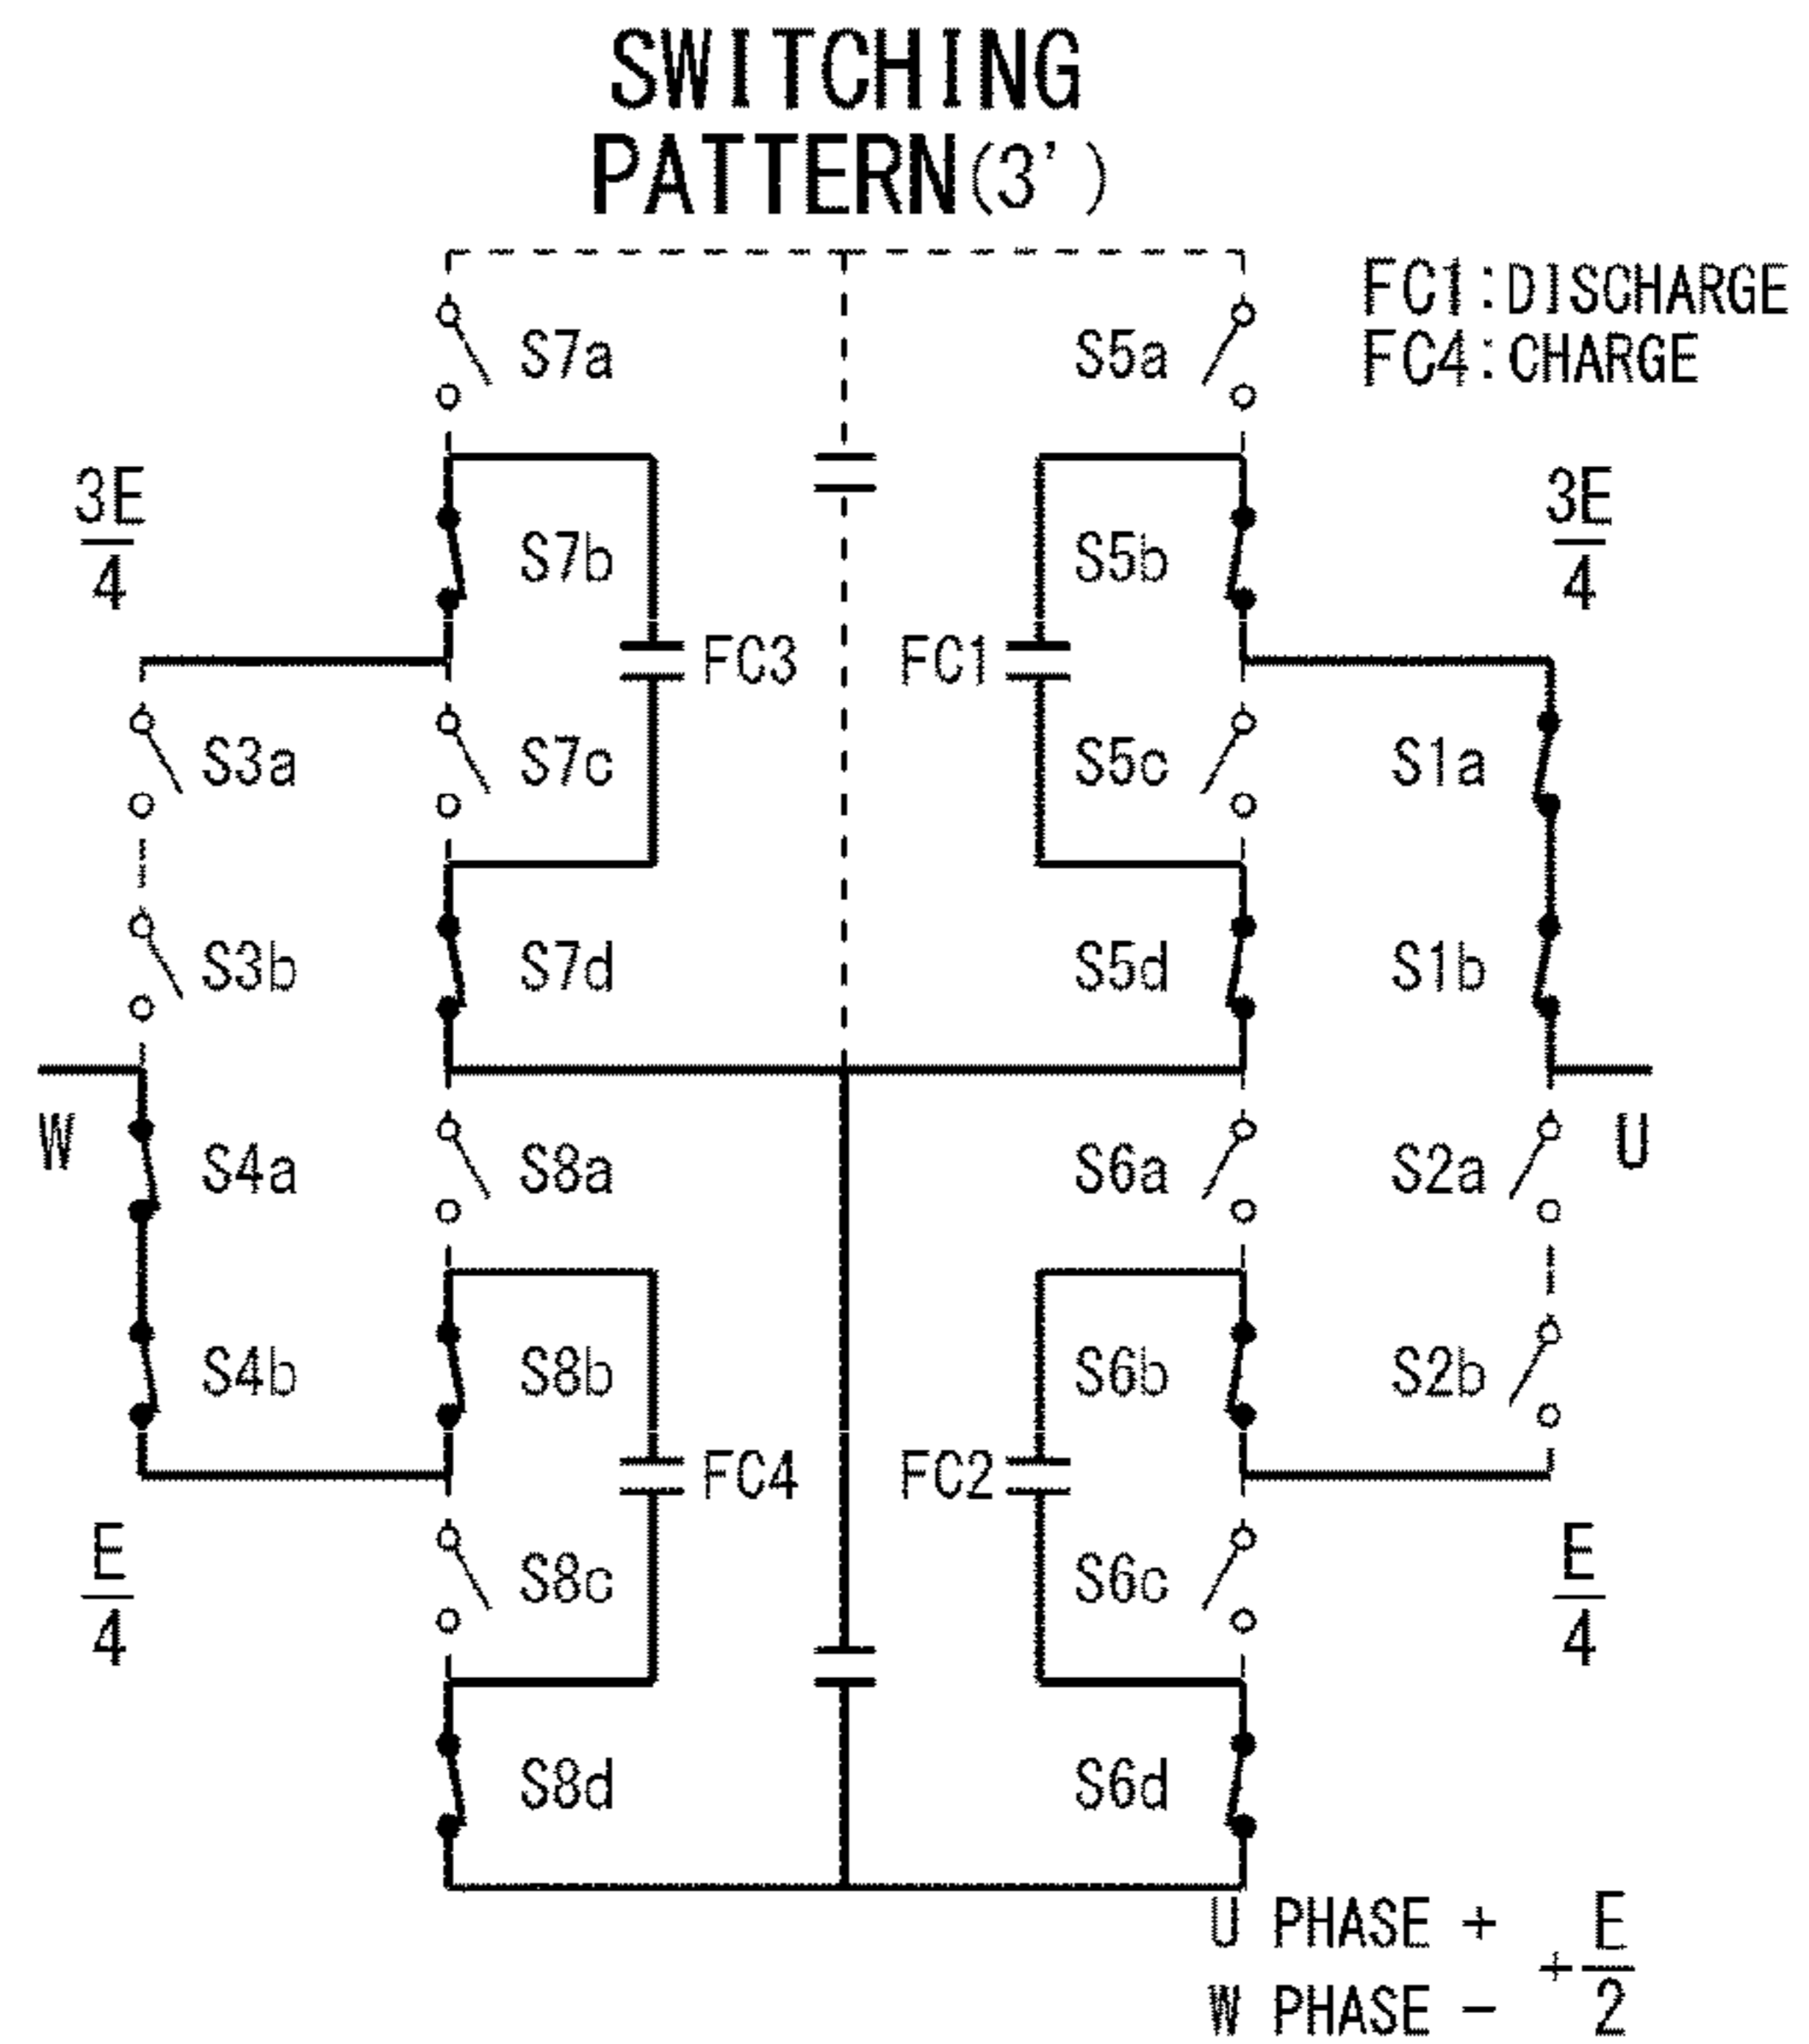 SWITCHING
PATTERN(3')
FC1:DISCHARGE
FC4:CHARGE
S7a
S5a
3E
4
3E
4
S7b
S5b
FC3
FC1
S3a
S7c
S5c
S1a
S3b
S7d
S5d
S1b
W
S4a
S8a
S6a
S2a
U
S4b
S8b
S6b
S2b
FC4
FC2
E
4
S8c
S6c
E
4
S8d
S6d
U PHASE +
W PHASE -
+E
2